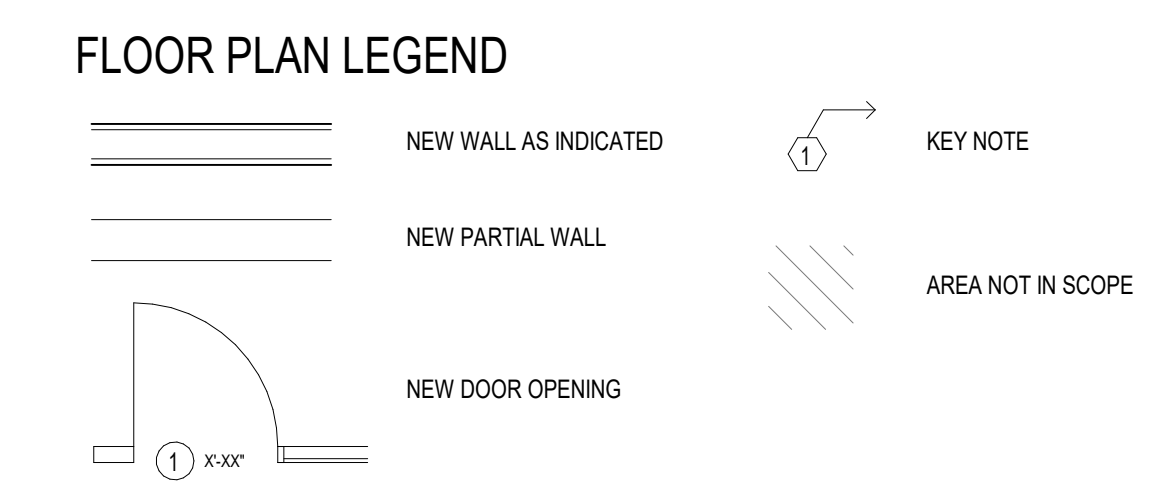 FLOOR PLAN LEGEND
NEW WALL AS INDICATED
NEW PARTIAL WALL
NEW DOOR OPENING
1 X'-XX"
1
KEY NOTE
AREA NOT IN SCOPE